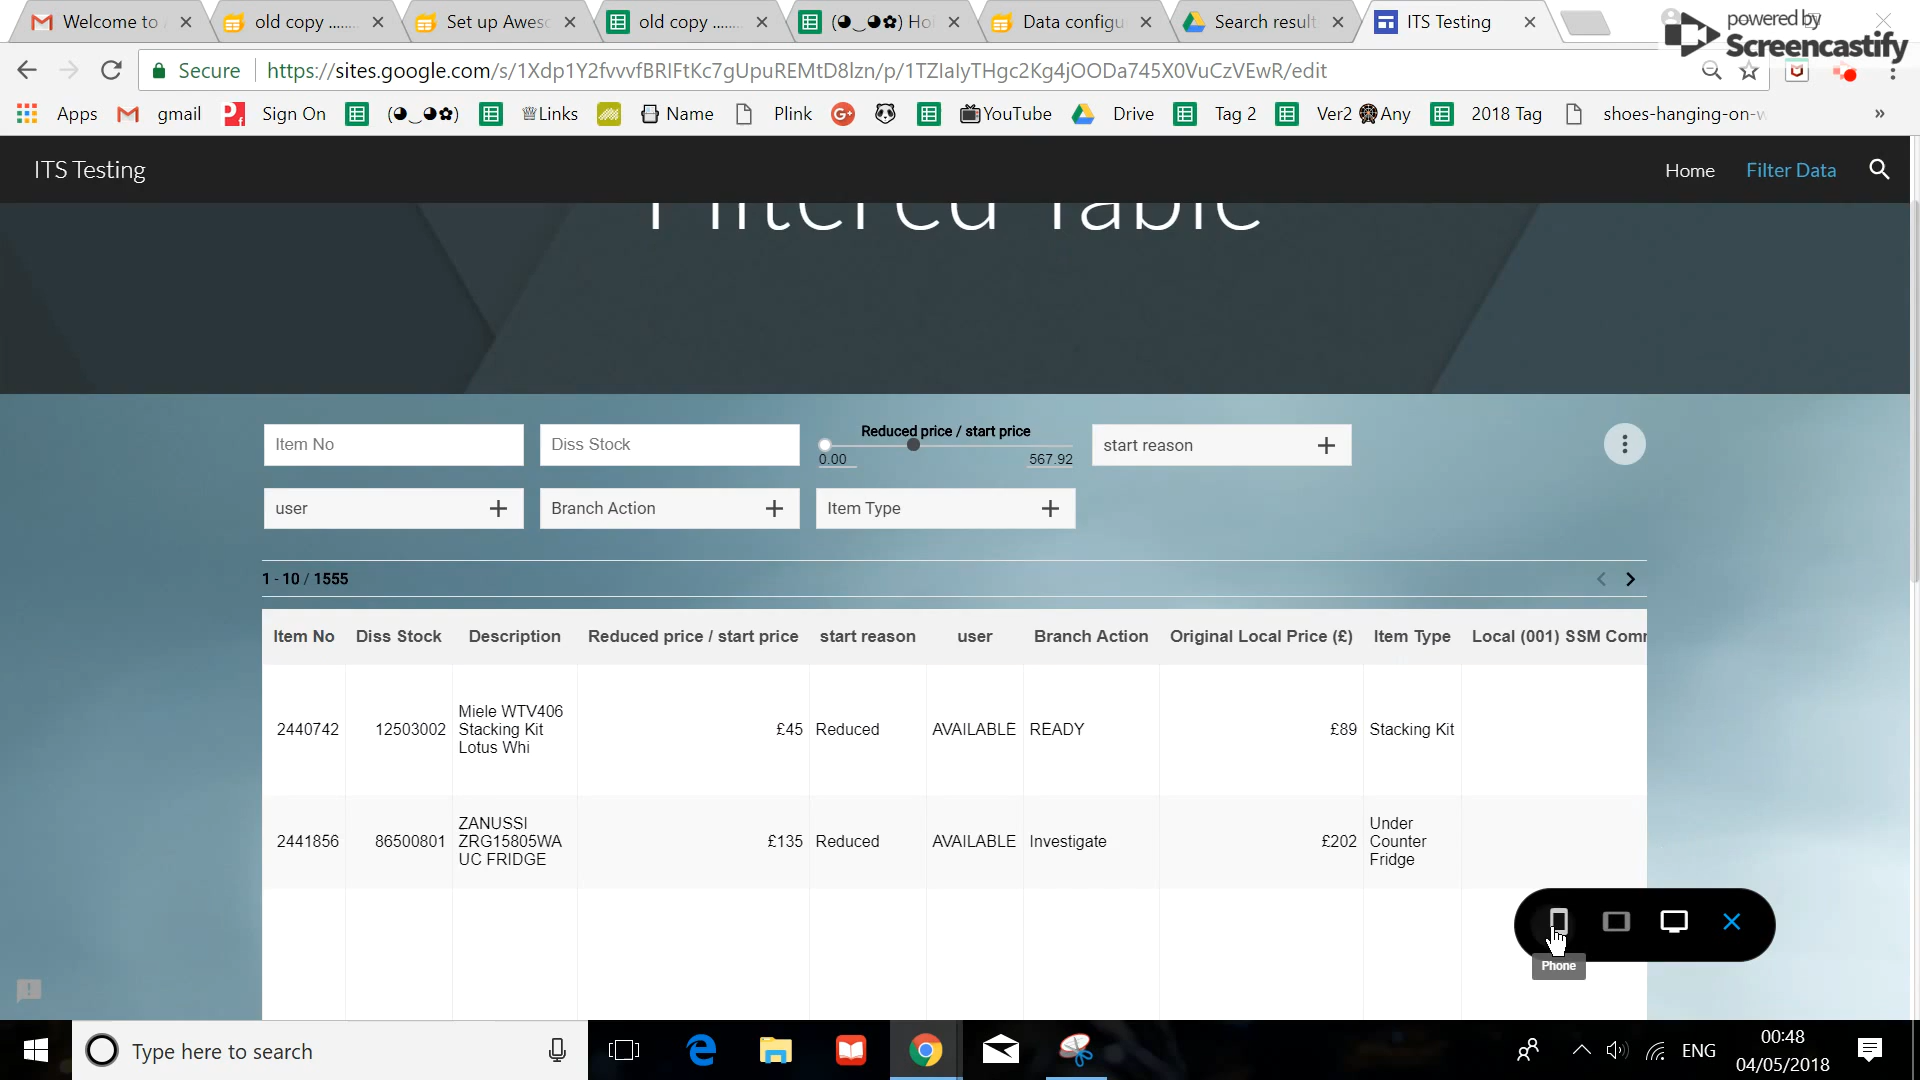 Welcome to
old copy ........
Set up Awes
old copy ........
(◕‿◕✿) Ho
Data configu
Search result
ITS Testing
powered by
Screencastify
Secure
https://sites.google.com/s/1Xdp1Y2fvvvfBRIFtKc7gUpuREMtD8lzn/p/1TZIaIyTHgc2Kg4jOODa745X0VuCzVEwR/edit
Apps
gmail
Sign On
(◕‿◕✿)
♕Links
Name
Plink
YouTube
Drive
Tag 2
Ver2 Any
2018 Tag
shoes-hanging-on-w
»
ITS Testing
Home
Filter Data
Filtered Table
Item No
Diss Stock
Reduced price / start price
0.00
567.92
start reason
user
Branch Action
Item Type
1 - 10 / 1555
Item No Diss Stock Description Reduced price / start price start reason user Branch Action Original Local Price (£) Item Type Local (001) SSM Comm
2440742 12503002 Miele WTV406 Stacking Kit Lotus Whi £45 Reduced AVAILABLE READY £89 Stacking Kit
2441856 86500801 ZANUSSI ZRG15805WA UC FRIDGE £135 Reduced AVAILABLE Investigate £202 Under Counter Fridge
Phone
Type here to search
ENG
00:48
04/05/2018